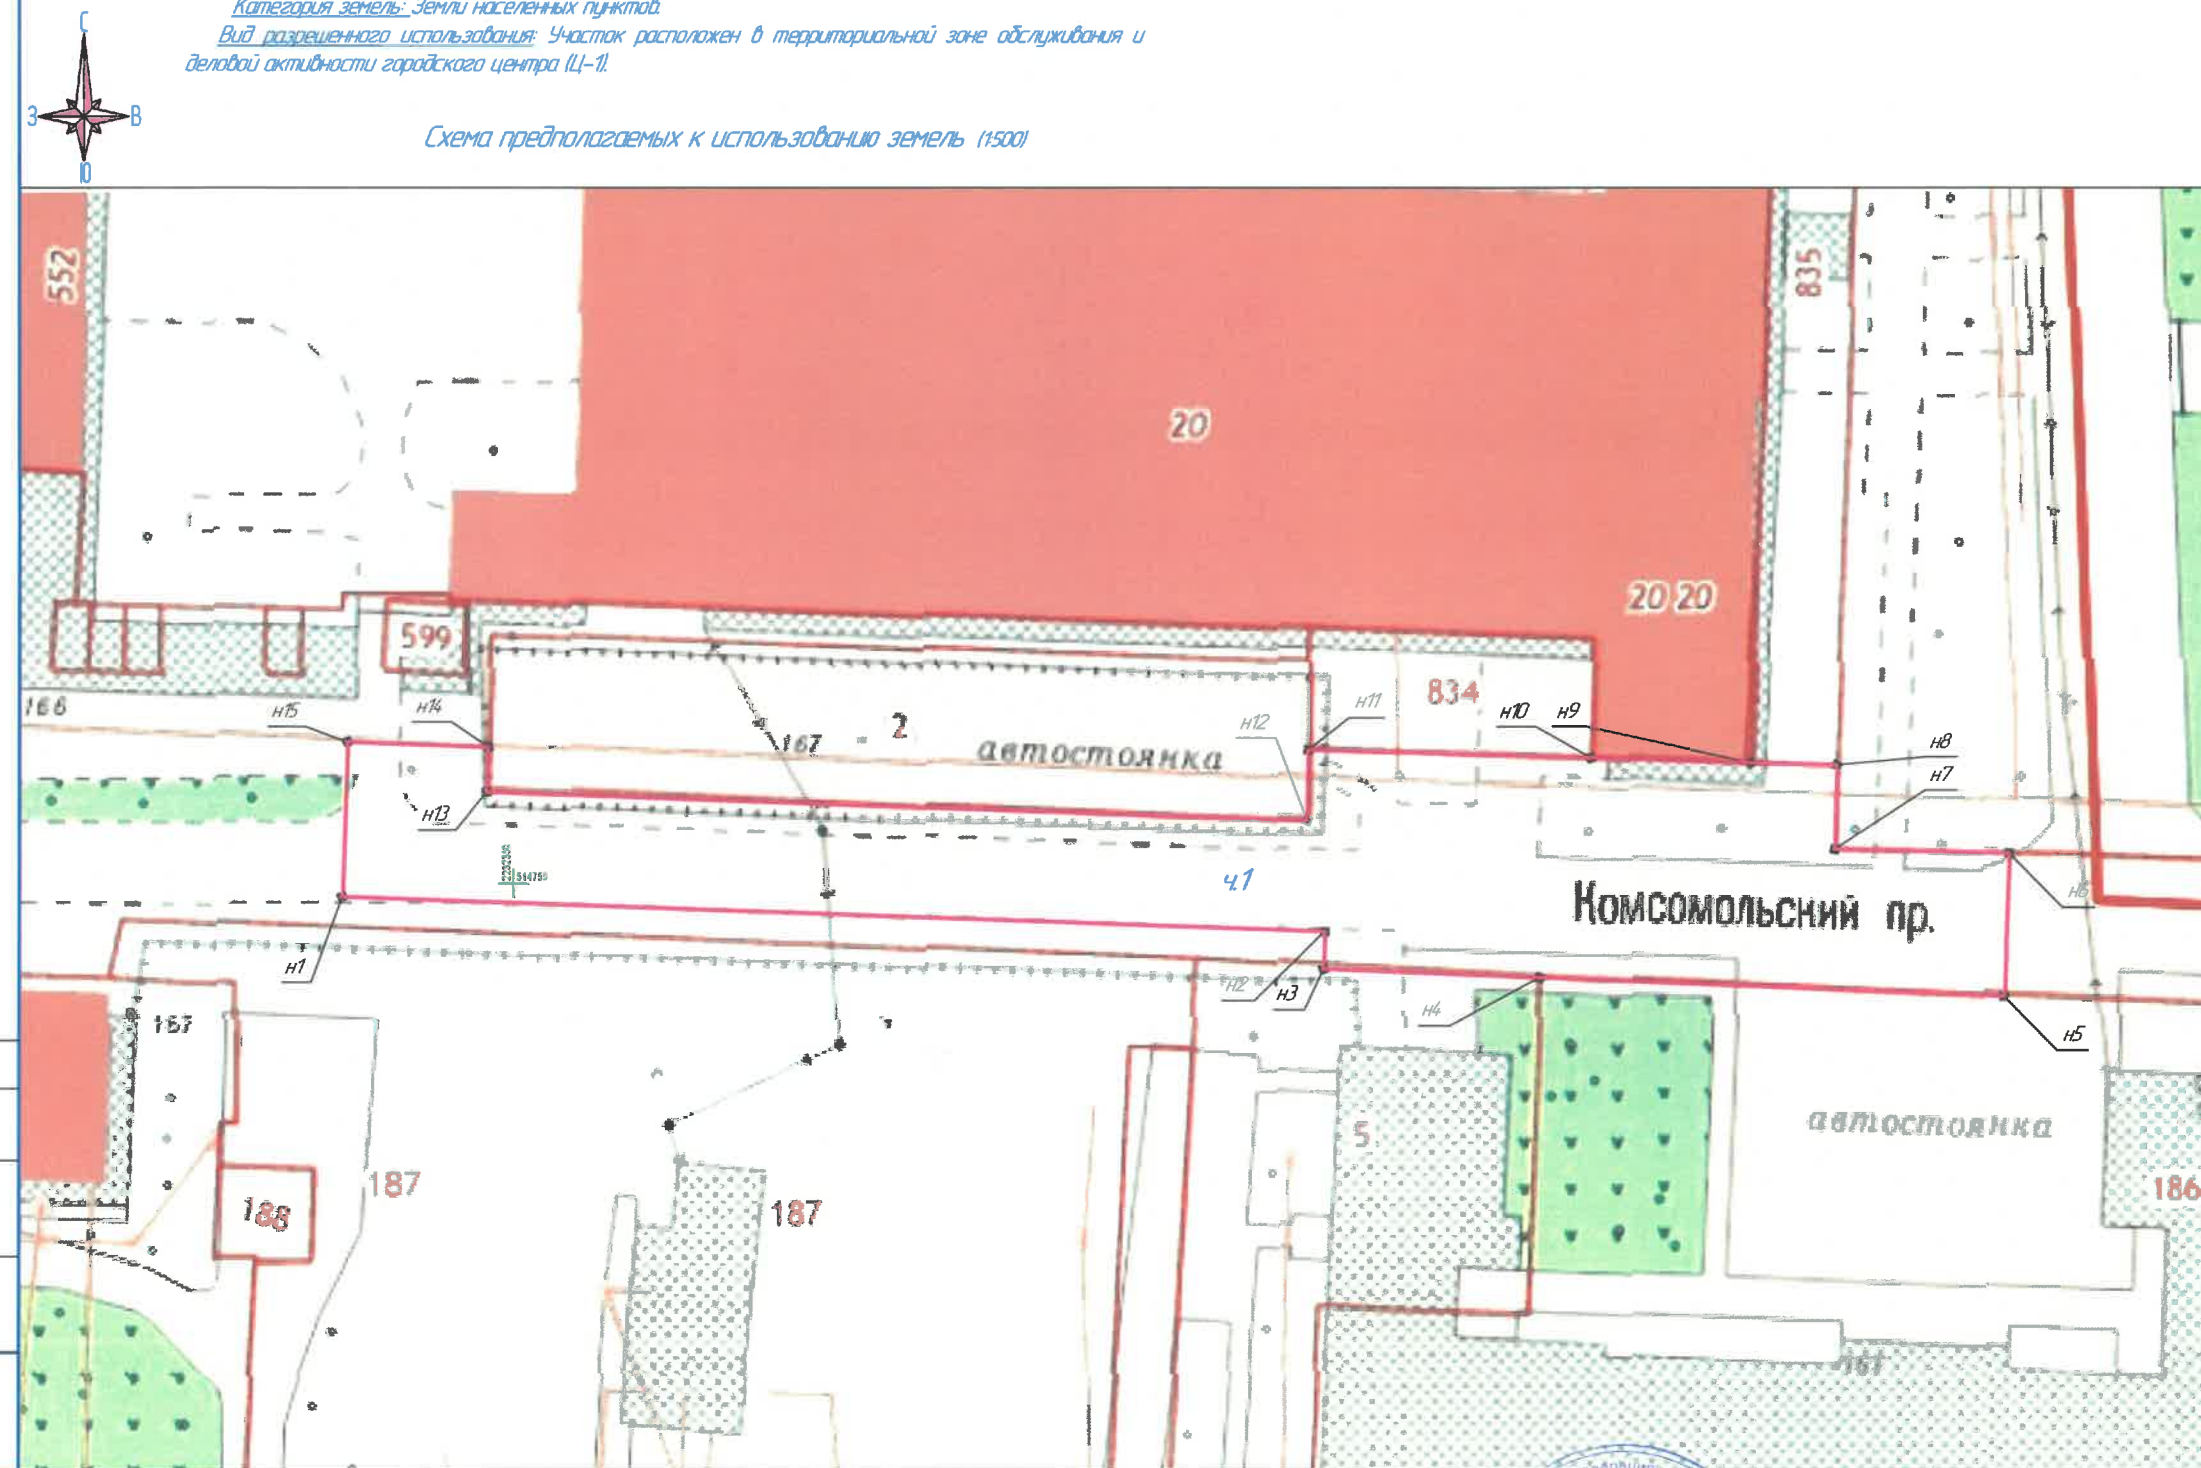 Категория земель: Земли населенных пунктов.
С
Вид разрешенного использования: Участок расположен в территориальной зоне обслуживания и
деловой активности городского центра (Ц-1).
З
В
Ю
Схема предполагаемых к использованию земель (1:500)
552
835
20
20 20
599
834
166
н15
н14
н12
н11
н10
н9
н8
н7
2
167
автостоянка
н13
514750
ч.1
н6
Комсомольский пр.
н1
н2
н3
н4
н5
167
5
автостоянка
187
187
188
186